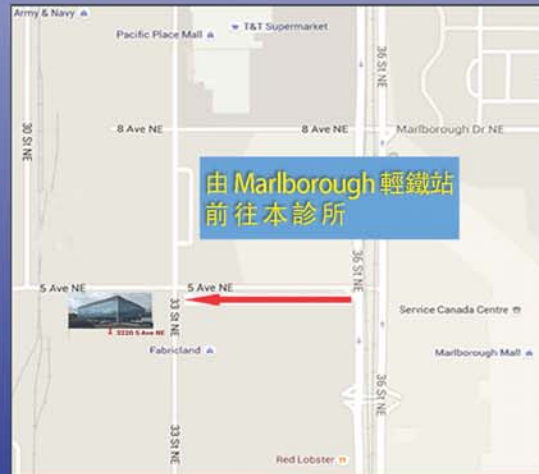 Army & Navy
Pacific Place Mall
T&T Supermarket
36 St NE
30 St NE
8 Ave NE
8 Ave NE
Marlborough Dr NE
由 Marlborough 輕鐵站
前往本診所
36 St NE
5 Ave NE
5 Ave NE
33 St NE
3220 5 Ave NE
Service Canada Centre
Fabricland
Marlborough Mall
36 St NE
33 St NE
Red Lobster